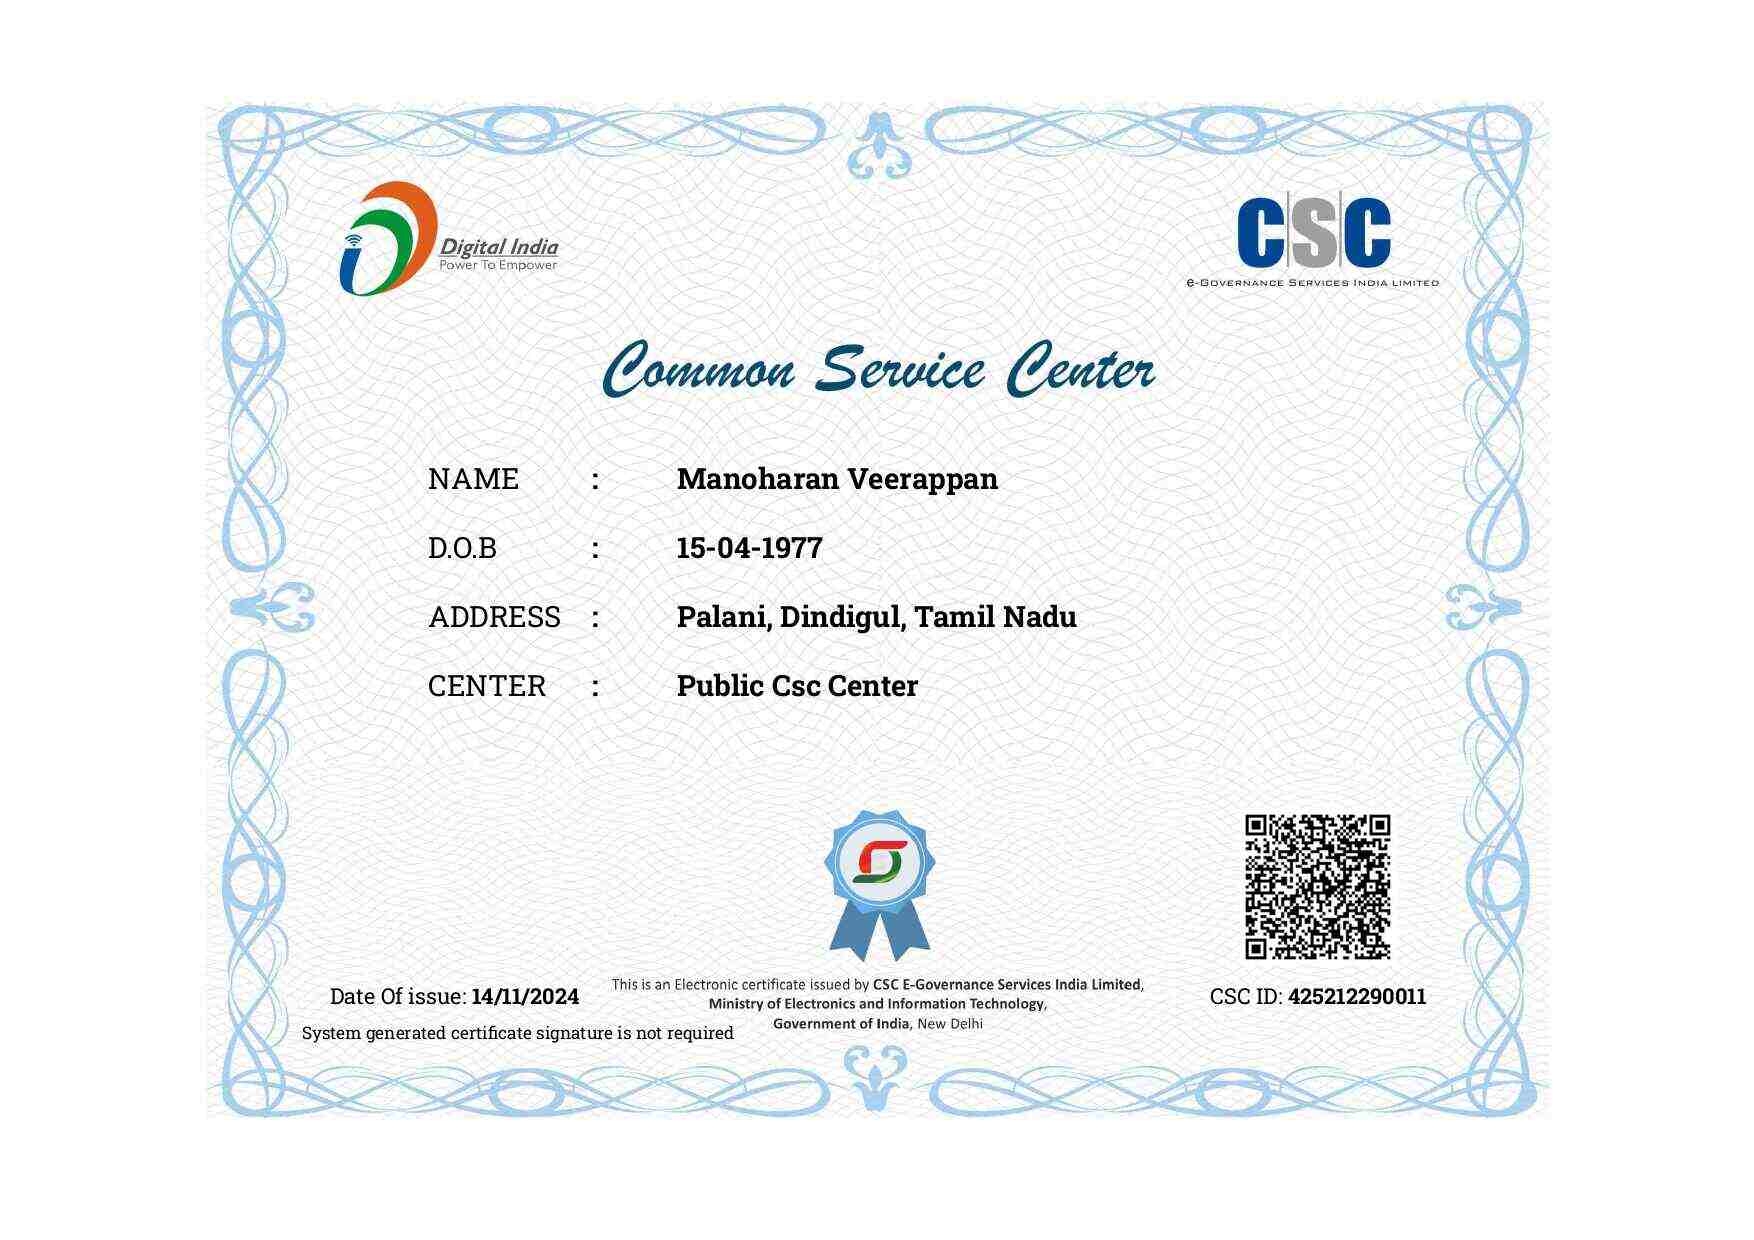 Digital India
Power To Empower
CSC
e-Governance Services India Limited
Common Service Center
NAME : Manoharan Veerappan
D.O.B : 15-04-1977
ADDRESS : Palani, Dindigul, Tamil Nadu
CENTER : Public Csc Center
Date Of issue: 14/11/2024
System generated certificate signature is not required
This is an Electronic certificate issued by CSC E-Governance Services India Limited,
Ministry of Electronics and Information Technology,
Government of India, New Delhi
CSC ID: 425212290011